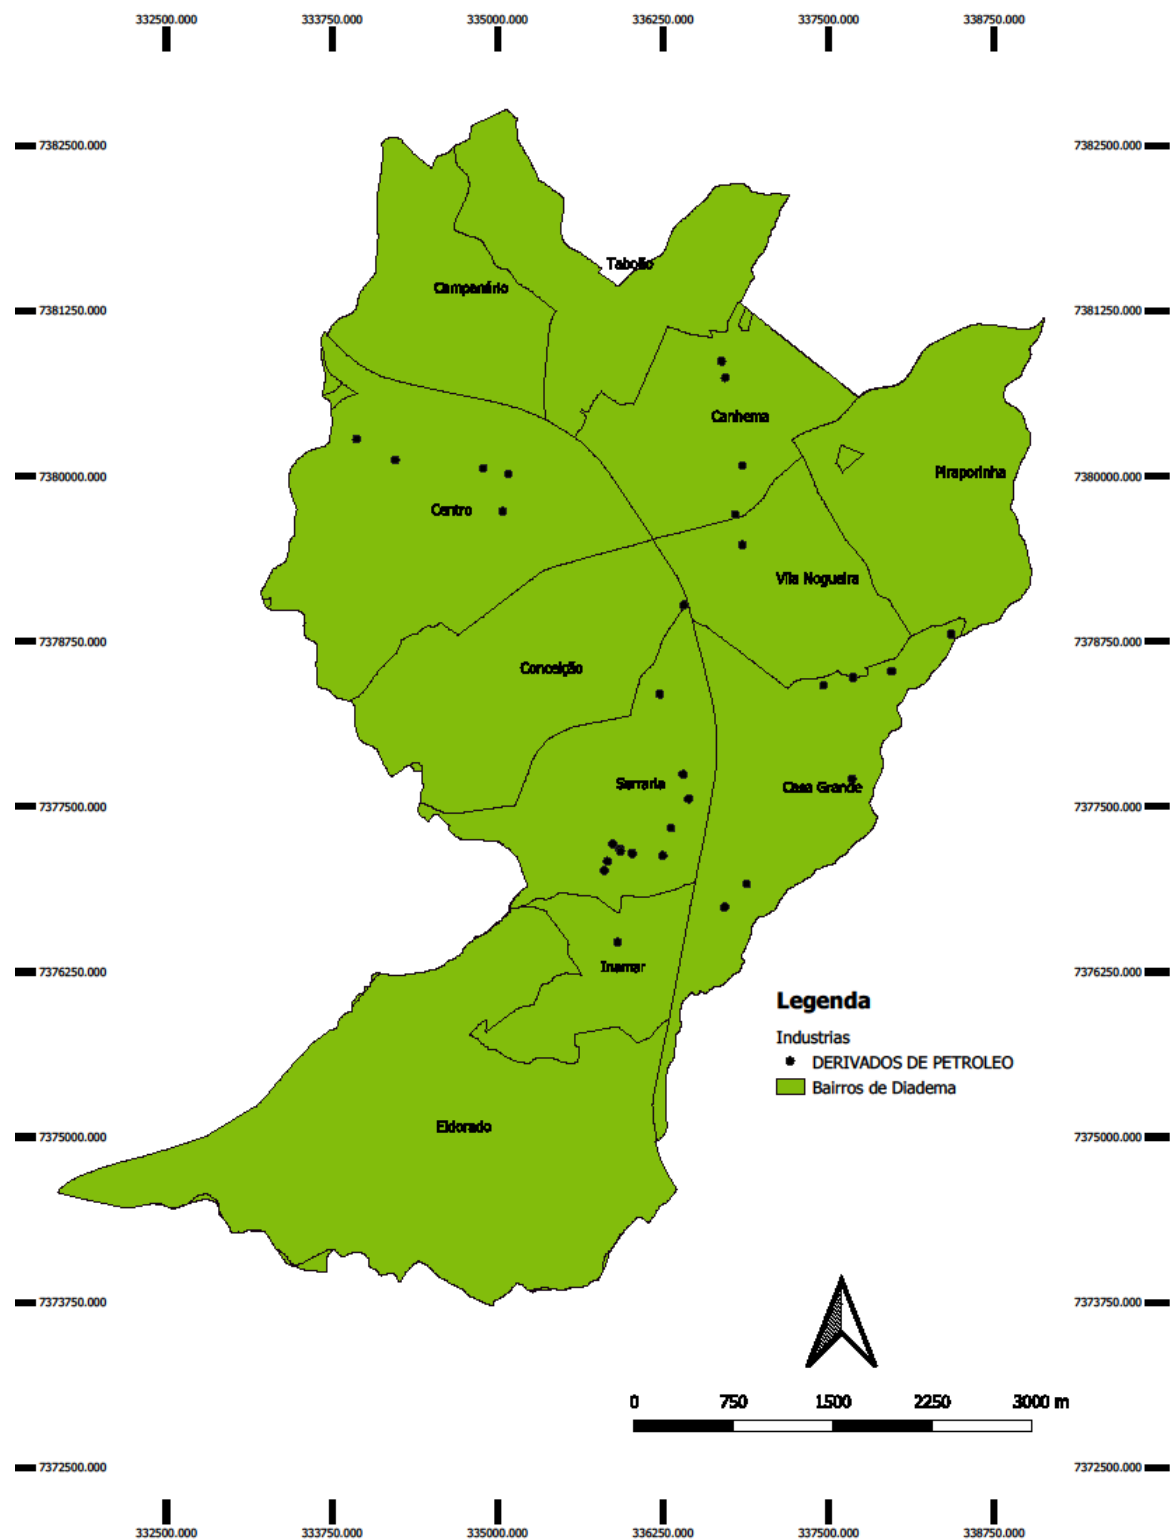 332500.000 333750.000 335000.000 336250.000 337500.000 338750.000
7382500.000 7382500.000
Taboão
Campanário
7381250.000 7381250.000
Canhema
Piraporinha
7380000.000 7380000.000
Centro
Vila Nogueira
7378750.000 7378750.000
Conceição
Serraria
Casa Grande
7377500.000 7377500.000
Inamar
7376250.000 7376250.000
Legenda
Industrias
DERIVADOS DE PETROLEO
Bairros de Diadema
Eldorado
7375000.000 7375000.000
7373750.000 7373750.000
0 750 1500 2250 3000 m
7372500.000 7372500.000
332500.000 333750.000 335000.000 336250.000 337500.000 338750.000